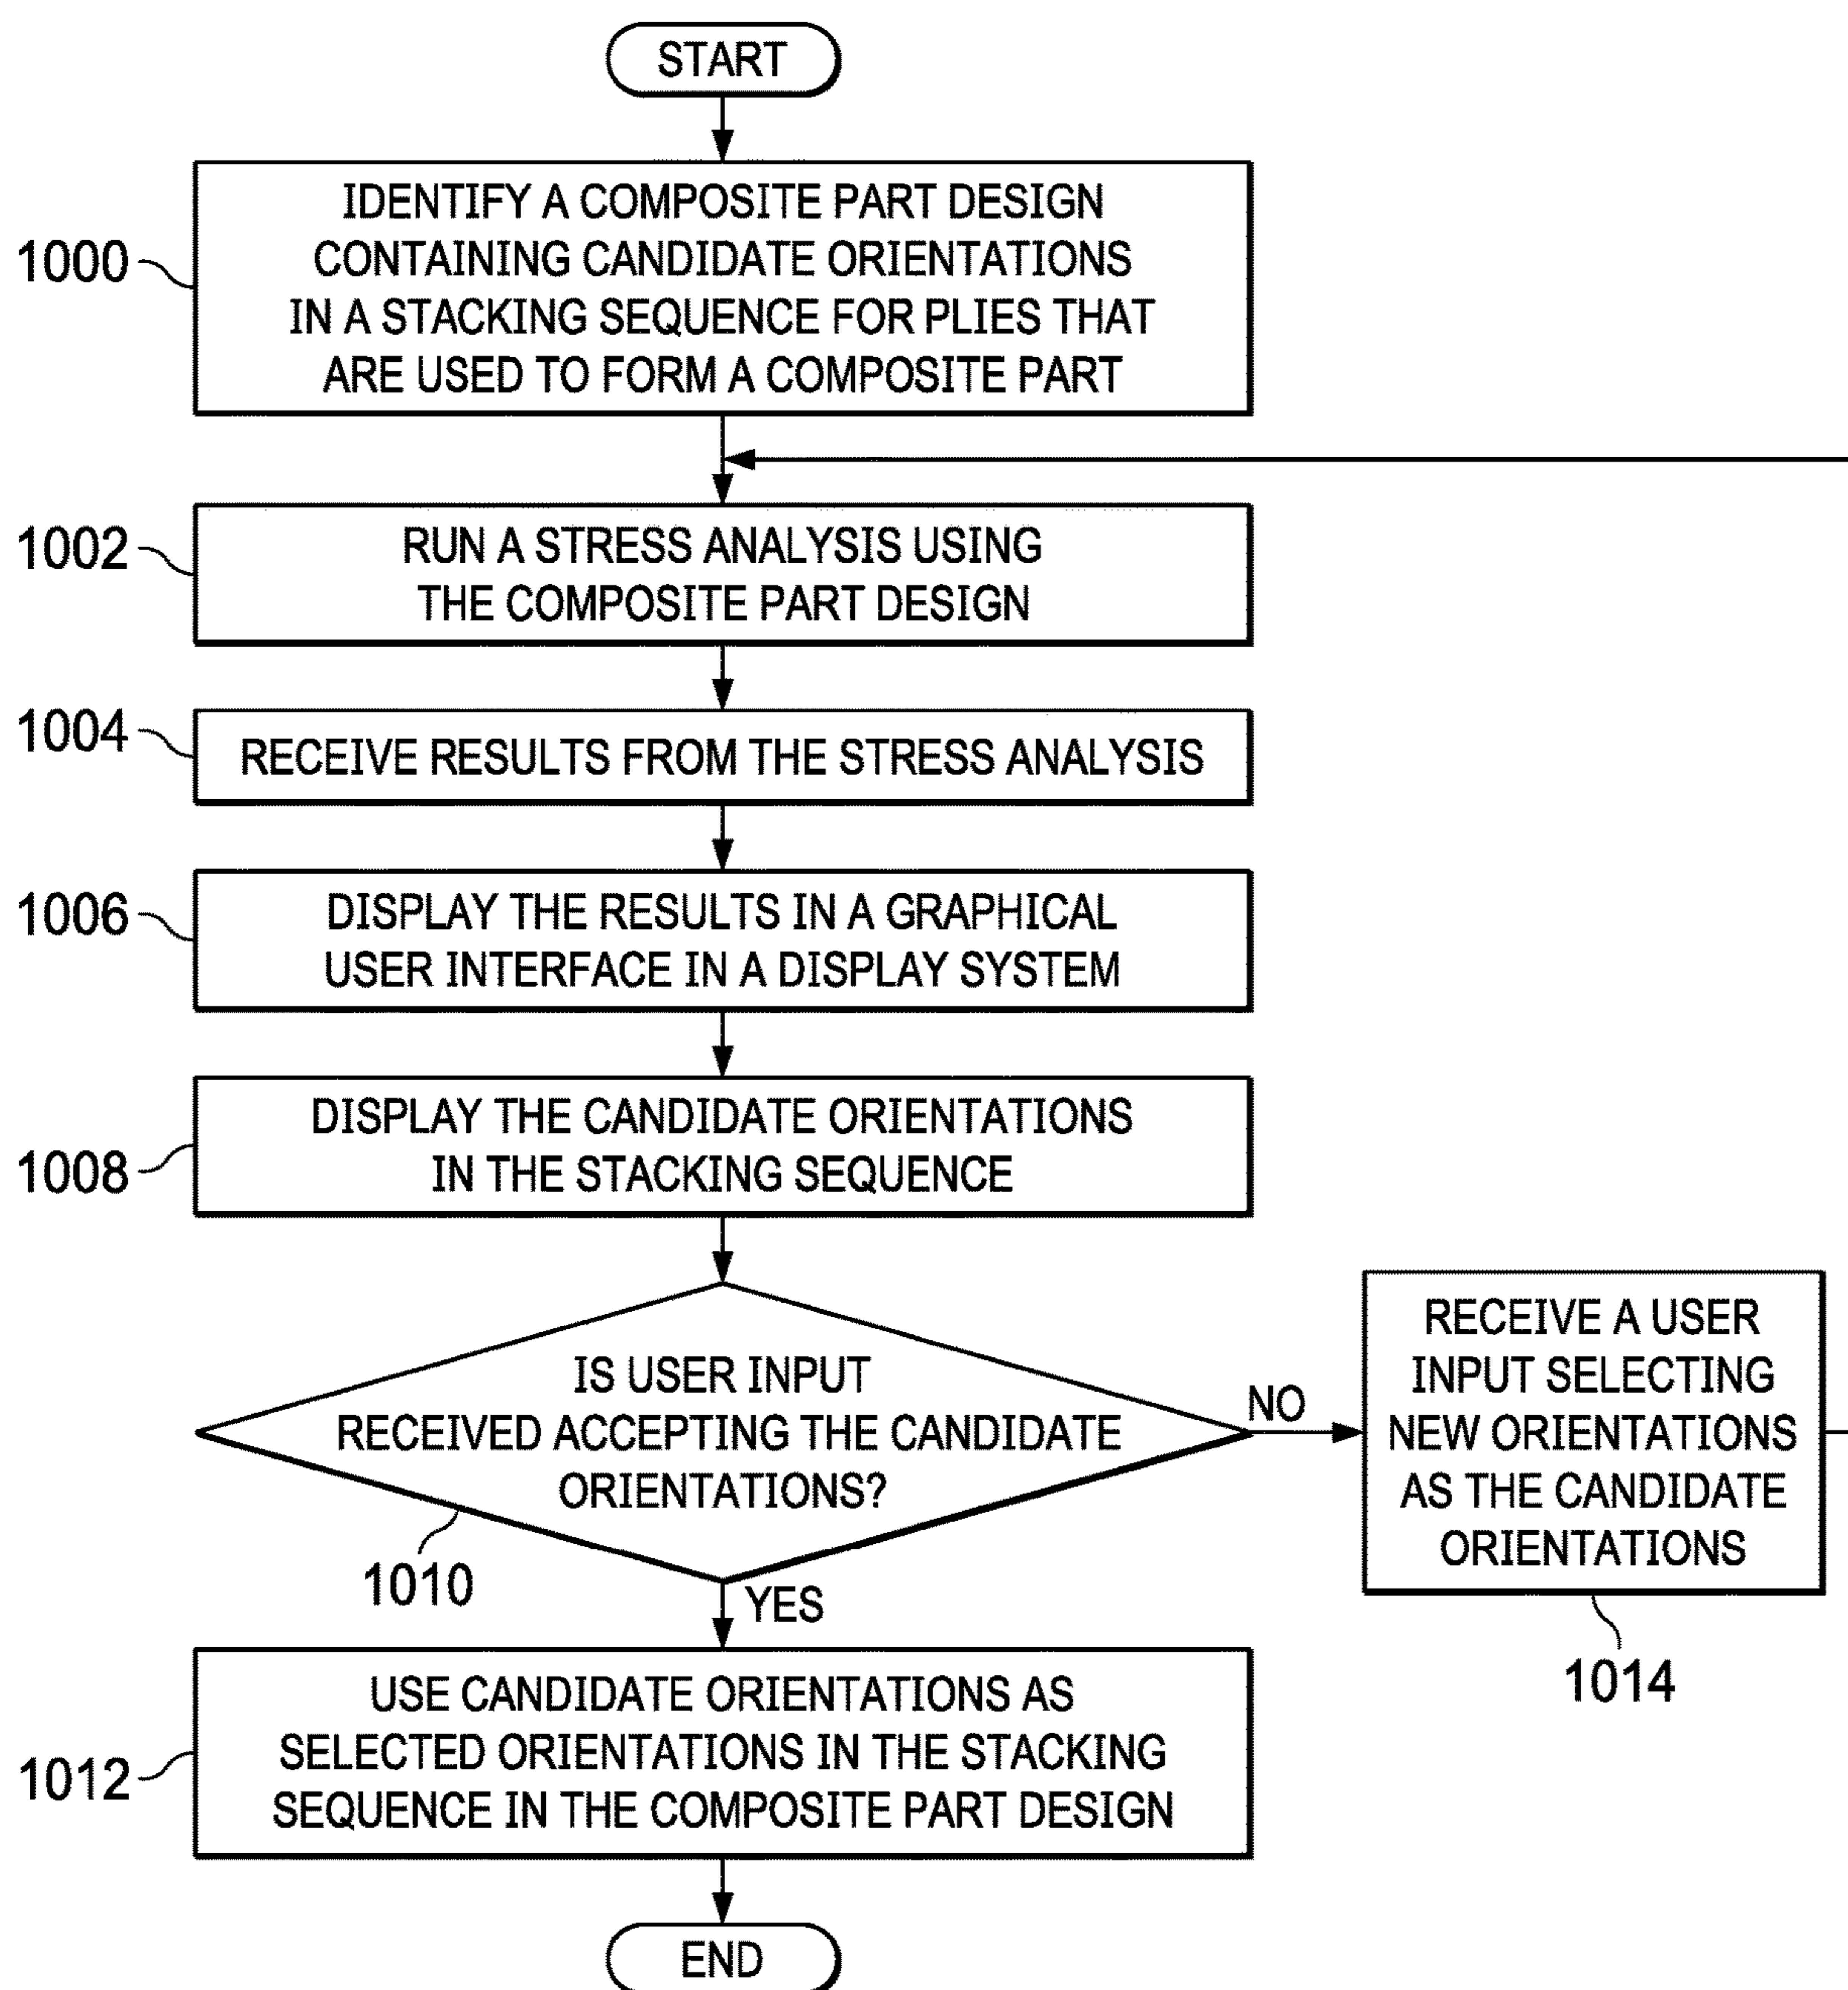 START
1000
IDENTIFY A COMPOSITE PART DESIGN
CONTAINING CANDIDATE ORIENTATIONS
IN A STACKING SEQUENCE FOR PLIES THAT
ARE USED TO FORM A COMPOSITE PART
1002
RUN A STRESS ANALYSIS USING
THE COMPOSITE PART DESIGN
1004
RECEIVE RESULTS FROM THE STRESS ANALYSIS
1006
DISPLAY THE RESULTS IN A GRAPHICAL
USER INTERFACE IN A DISPLAY SYSTEM
1008
DISPLAY THE CANDIDATE ORIENTATIONS
IN THE STACKING SEQUENCE
IS USER INPUT
RECEIVED ACCEPTING THE CANDIDATE
ORIENTATIONS?
1010
NO
RECEIVE A USER
INPUT SELECTING
NEW ORIENTATIONS
AS THE CANDIDATE
ORIENTATIONS
1014
YES
1012
USE CANDIDATE ORIENTATIONS AS
SELECTED ORIENTATIONS IN THE STACKING
SEQUENCE IN THE COMPOSITE PART DESIGN
END